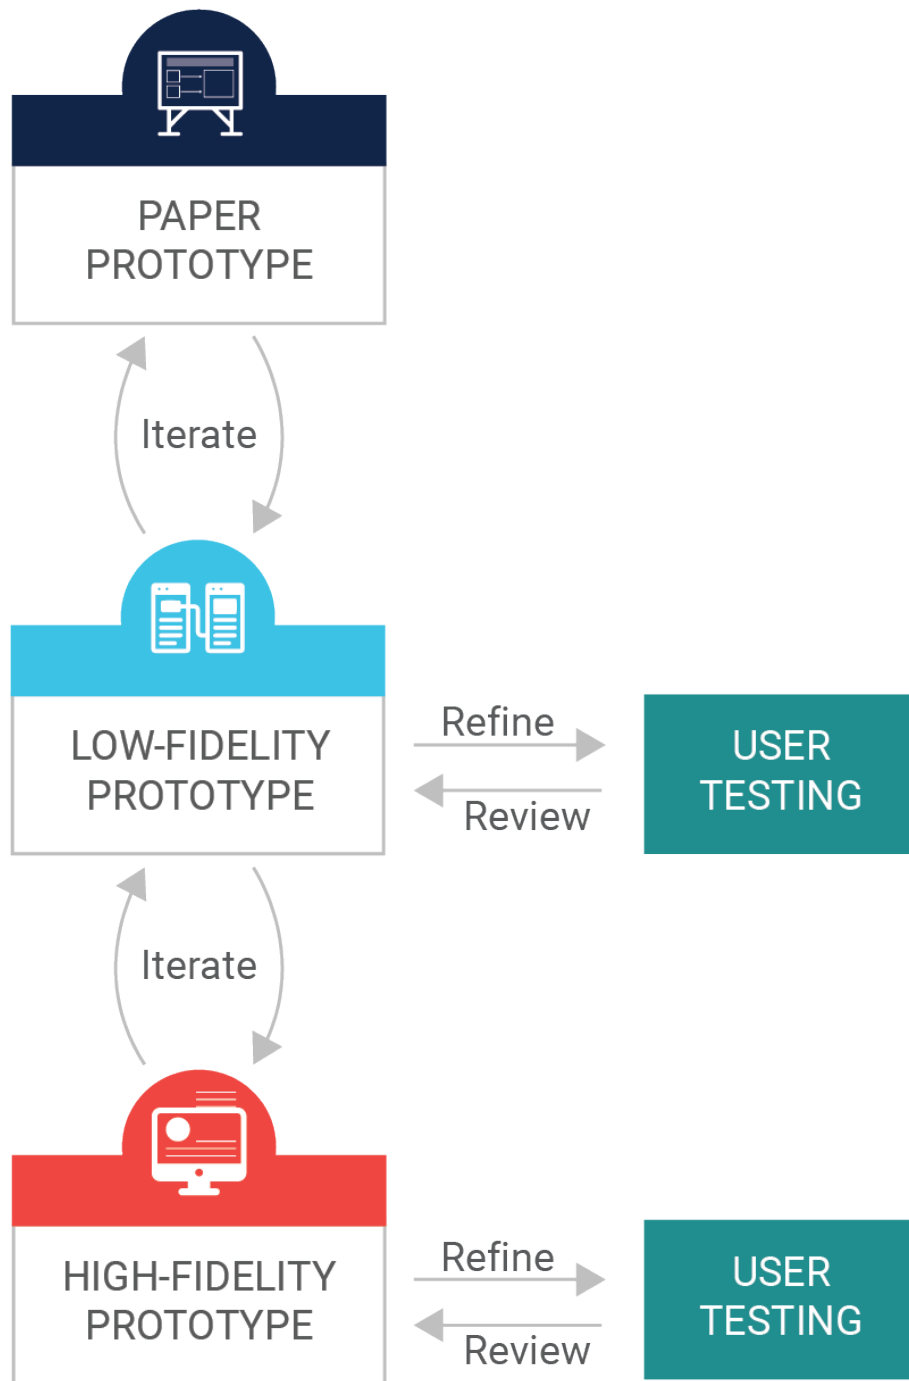 PAPER
PROTOTYPE
Iterate
LOW-FIDELITY
PROTOTYPE
Refine
Review
USER
TESTING
Iterate
HIGH-FIDELITY
PROTOTYPE
Refine
Review
USER
TESTING